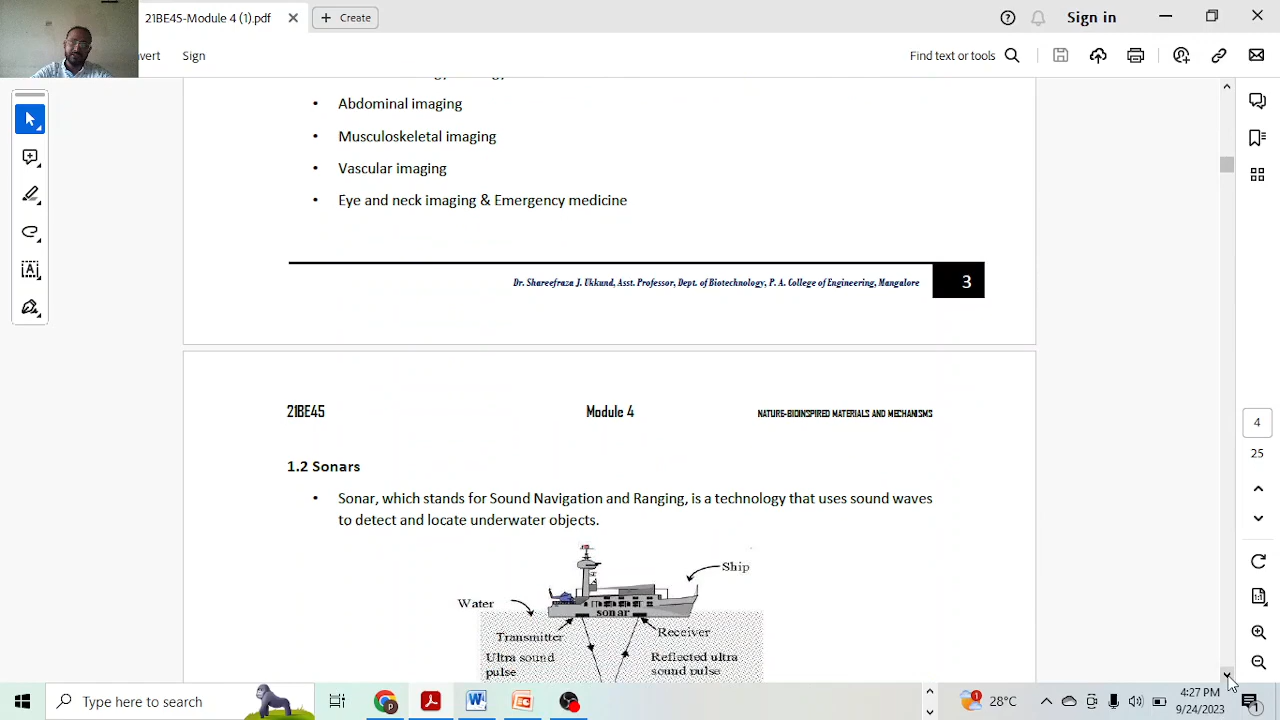 21BE45-Module 4 (1).pdf
Create
Sign in
Sign
Find text or tools
• Abdominal imaging
• Musculoskeletal imaging
• Vascular imaging
• Eye and neck imaging & Emergency medicine
Dr. Shareefraza J. Ukkund, Asst. Professor, Dept. of Biotechnology, P. A. College of Engineering, Mangalore
3
21BE45 Module 4 NATURE-BIOINSPIRED MATERIALS AND MECHANISMS
1.2 Sonars
• Sonar, which stands for Sound Navigation and Ranging, is a technology that uses sound waves
to detect and locate underwater objects.
Ship
Water
sonar
Transmitter
Receiver
Ultra sound
pulse
Reflected ultra
sound pulse
4
25
Type here to search
28°C
4:27 PM
9/24/2023